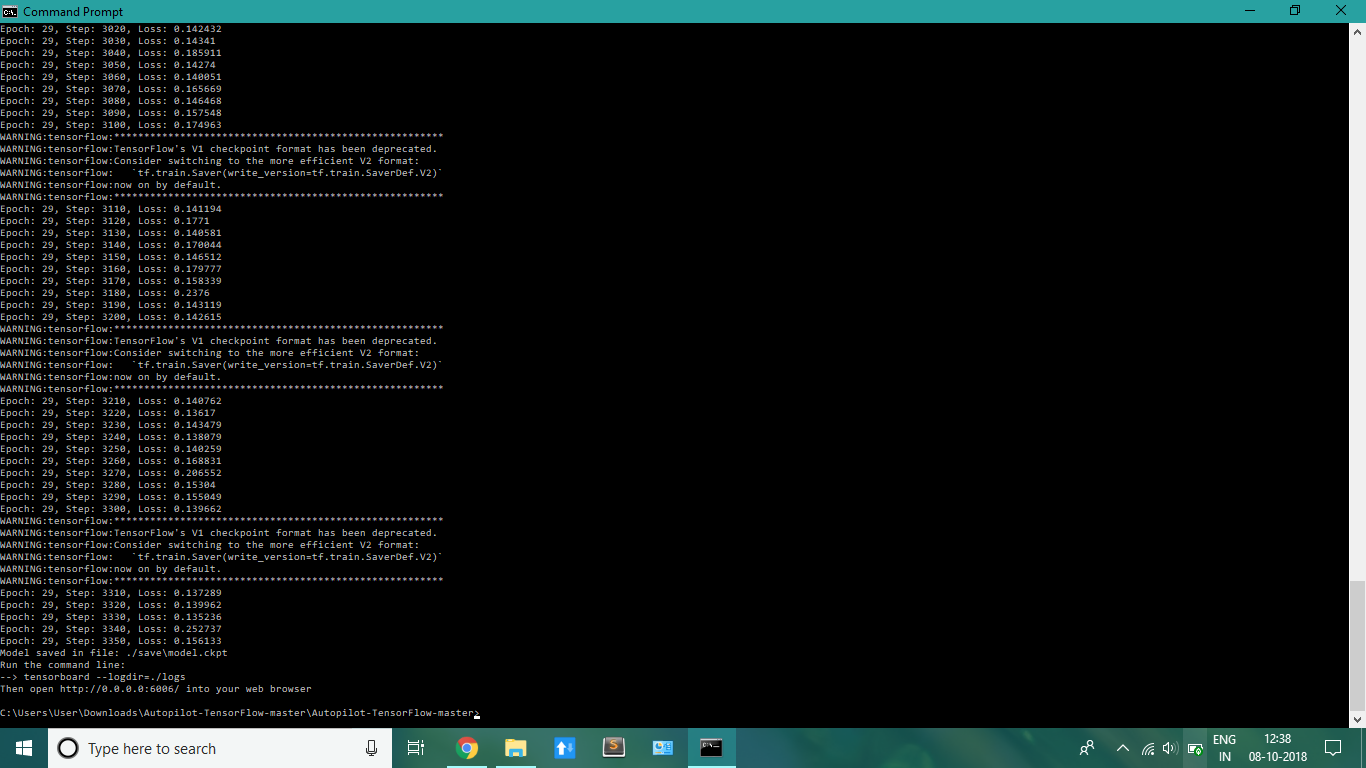 Command Prompt
Epoch: 29, Step: 3020, Loss: 0.142432
Epoch: 29, Step: 3030, Loss: 0.14341
Epoch: 29, Step: 3040, Loss: 0.185911
Epoch: 29, Step: 3050, Loss: 0.14274
Epoch: 29, Step: 3060, Loss: 0.140051
Epoch: 29, Step: 3070, Loss: 0.165669
Epoch: 29, Step: 3080, Loss: 0.146468
Epoch: 29, Step: 3090, Loss: 0.157548
Epoch: 29, Step: 3100, Loss: 0.174963
WARNING:tensorflow:*******************************************************
WARNING:tensorflow:TensorFlow's V1 checkpoint format has been deprecated.
WARNING:tensorflow:Consider switching to the more efficient V2 format:
WARNING:tensorflow:   `tf.train.Saver(write_version=tf.train.SaverDef.V2)`
WARNING:tensorflow:now on by default.
WARNING:tensorflow:*******************************************************
Epoch: 29, Step: 3110, Loss: 0.141194
Epoch: 29, Step: 3120, Loss: 0.1771
Epoch: 29, Step: 3130, Loss: 0.140581
Epoch: 29, Step: 3140, Loss: 0.170044
Epoch: 29, Step: 3150, Loss: 0.146512
Epoch: 29, Step: 3160, Loss: 0.179777
Epoch: 29, Step: 3170, Loss: 0.158339
Epoch: 29, Step: 3180, Loss: 0.2376
Epoch: 29, Step: 3190, Loss: 0.143119
Epoch: 29, Step: 3200, Loss: 0.142615
WARNING:tensorflow:*******************************************************
WARNING:tensorflow:TensorFlow's V1 checkpoint format has been deprecated.
WARNING:tensorflow:Consider switching to the more efficient V2 format:
WARNING:tensorflow:   `tf.train.Saver(write_version=tf.train.SaverDef.V2)`
WARNING:tensorflow:now on by default.
WARNING:tensorflow:*******************************************************
Epoch: 29, Step: 3210, Loss: 0.140762
Epoch: 29, Step: 3220, Loss: 0.13617
Epoch: 29, Step: 3230, Loss: 0.143479
Epoch: 29, Step: 3240, Loss: 0.138079
Epoch: 29, Step: 3250, Loss: 0.140259
Epoch: 29, Step: 3260, Loss: 0.168831
Epoch: 29, Step: 3270, Loss: 0.206552
Epoch: 29, Step: 3280, Loss: 0.15304
Epoch: 29, Step: 3290, Loss: 0.155049
Epoch: 29, Step: 3300, Loss: 0.139662
WARNING:tensorflow:*******************************************************
WARNING:tensorflow:TensorFlow's V1 checkpoint format has been deprecated.
WARNING:tensorflow:Consider switching to the more efficient V2 format:
WARNING:tensorflow:   `tf.train.Saver(write_version=tf.train.SaverDef.V2)`
WARNING:tensorflow:now on by default.
WARNING:tensorflow:*******************************************************
Epoch: 29, Step: 3310, Loss: 0.137289
Epoch: 29, Step: 3320, Loss: 0.139962
Epoch: 29, Step: 3330, Loss: 0.135236
Epoch: 29, Step: 3340, Loss: 0.252737
Epoch: 29, Step: 3350, Loss: 0.156133
Model saved in file: ./save\model.ckpt
Run the command line:
--> tensorboard --logdir=./logs
Then open http://0.0.0.0:6006/ into your web browser
C:\Users\User\Downloads\Autopilot-TensorFlow-master\Autopilot-TensorFlow-master>
Type here to search
ENG
IN
12:38
08-10-2018